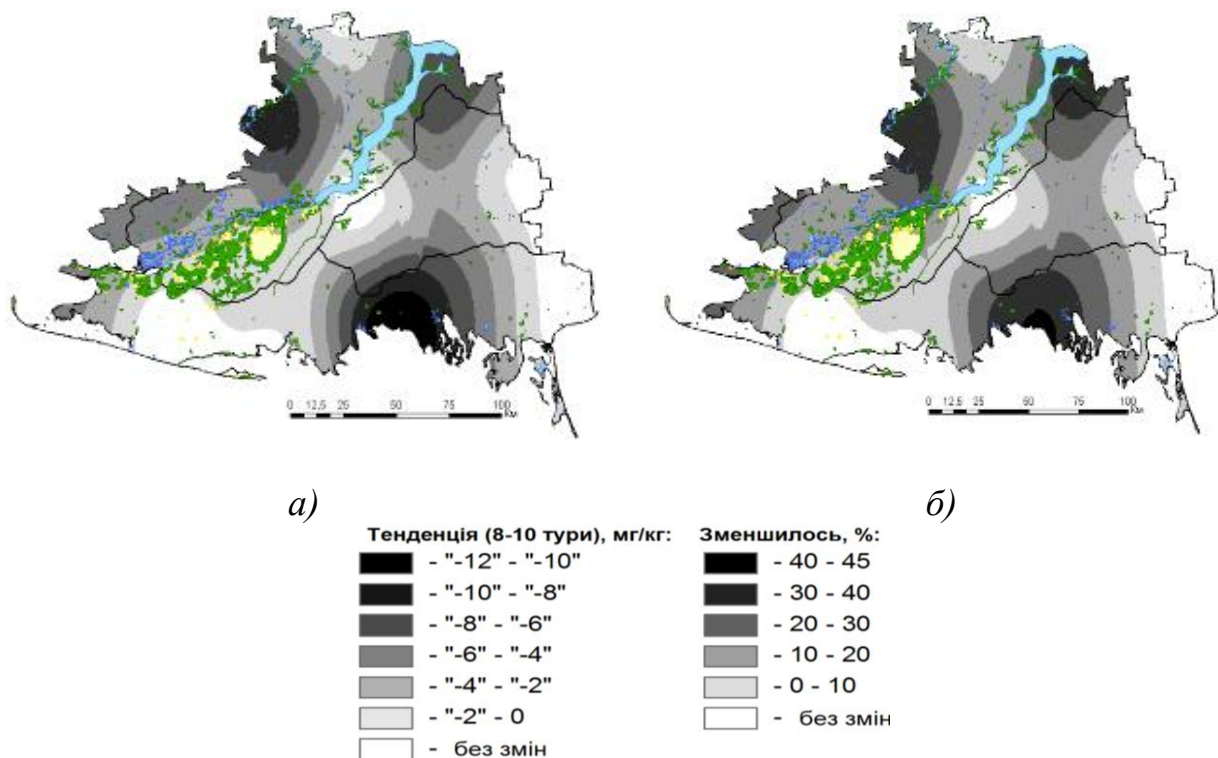 0 12,5 25 50 75 100
Км
0 12,5 25 50 75 100
Км
а)
б)
Тенденція (8-10 тури), мг/кг:
- "-12" - "-10"
- "-10" - "-8"
- "-8" - "-6"
- "-6" - "-4"
- "-4" - "-2"
- "-2" - 0
- без змін
Зменшилось, %:
- 40 - 45
- 30 - 40
- 20 - 30
- 10 - 20
- 0 - 10
- без змін